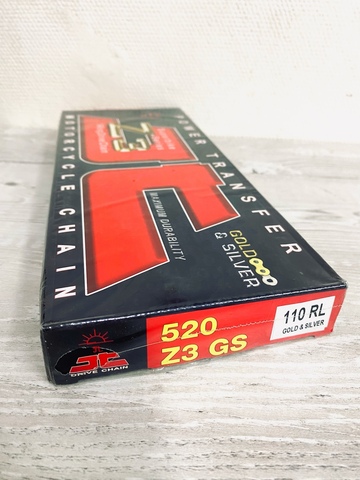 POWER TRANSFER
MOTORCYCLE CHAIN
Z3
MAXIMUM DURABILITY
GOLD
& SILVER
JT
DRIVE CHAIN
520
Z3 GS
110 RL
GOLD & SILVER